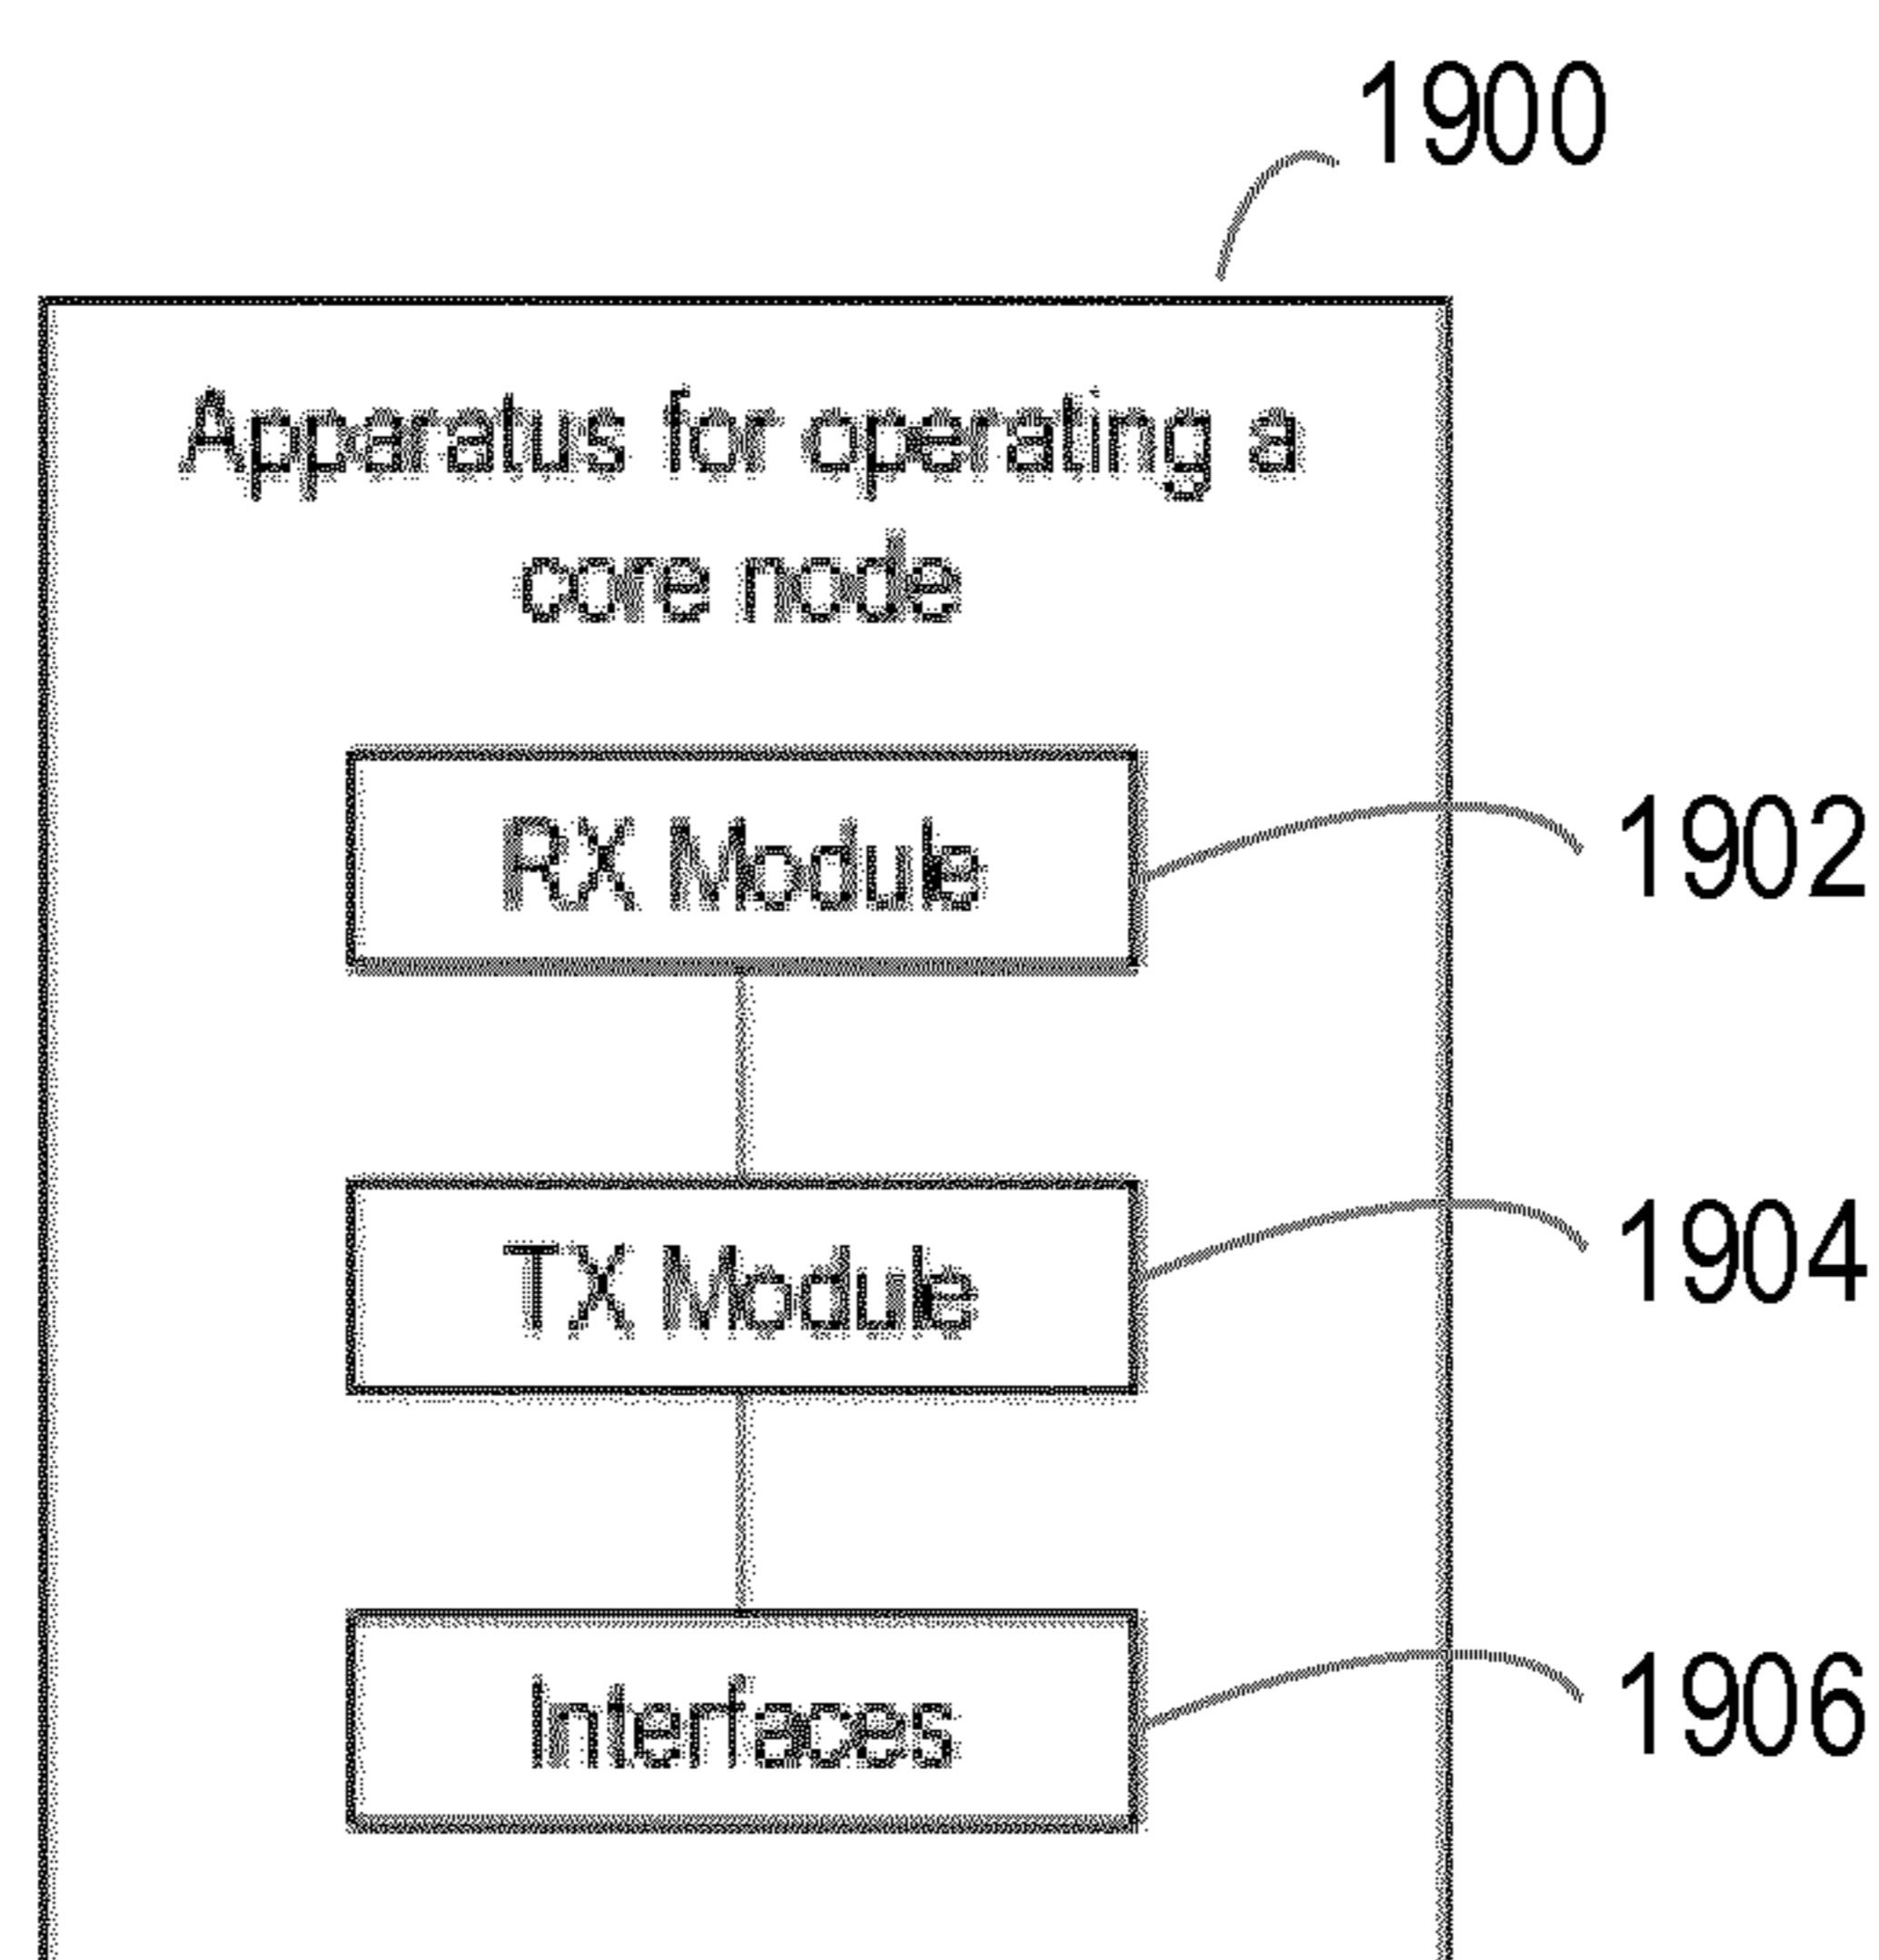 1900
Apparatus for operating a
core node
RX Module
1902
TX Module
1904
Interfaces
1906